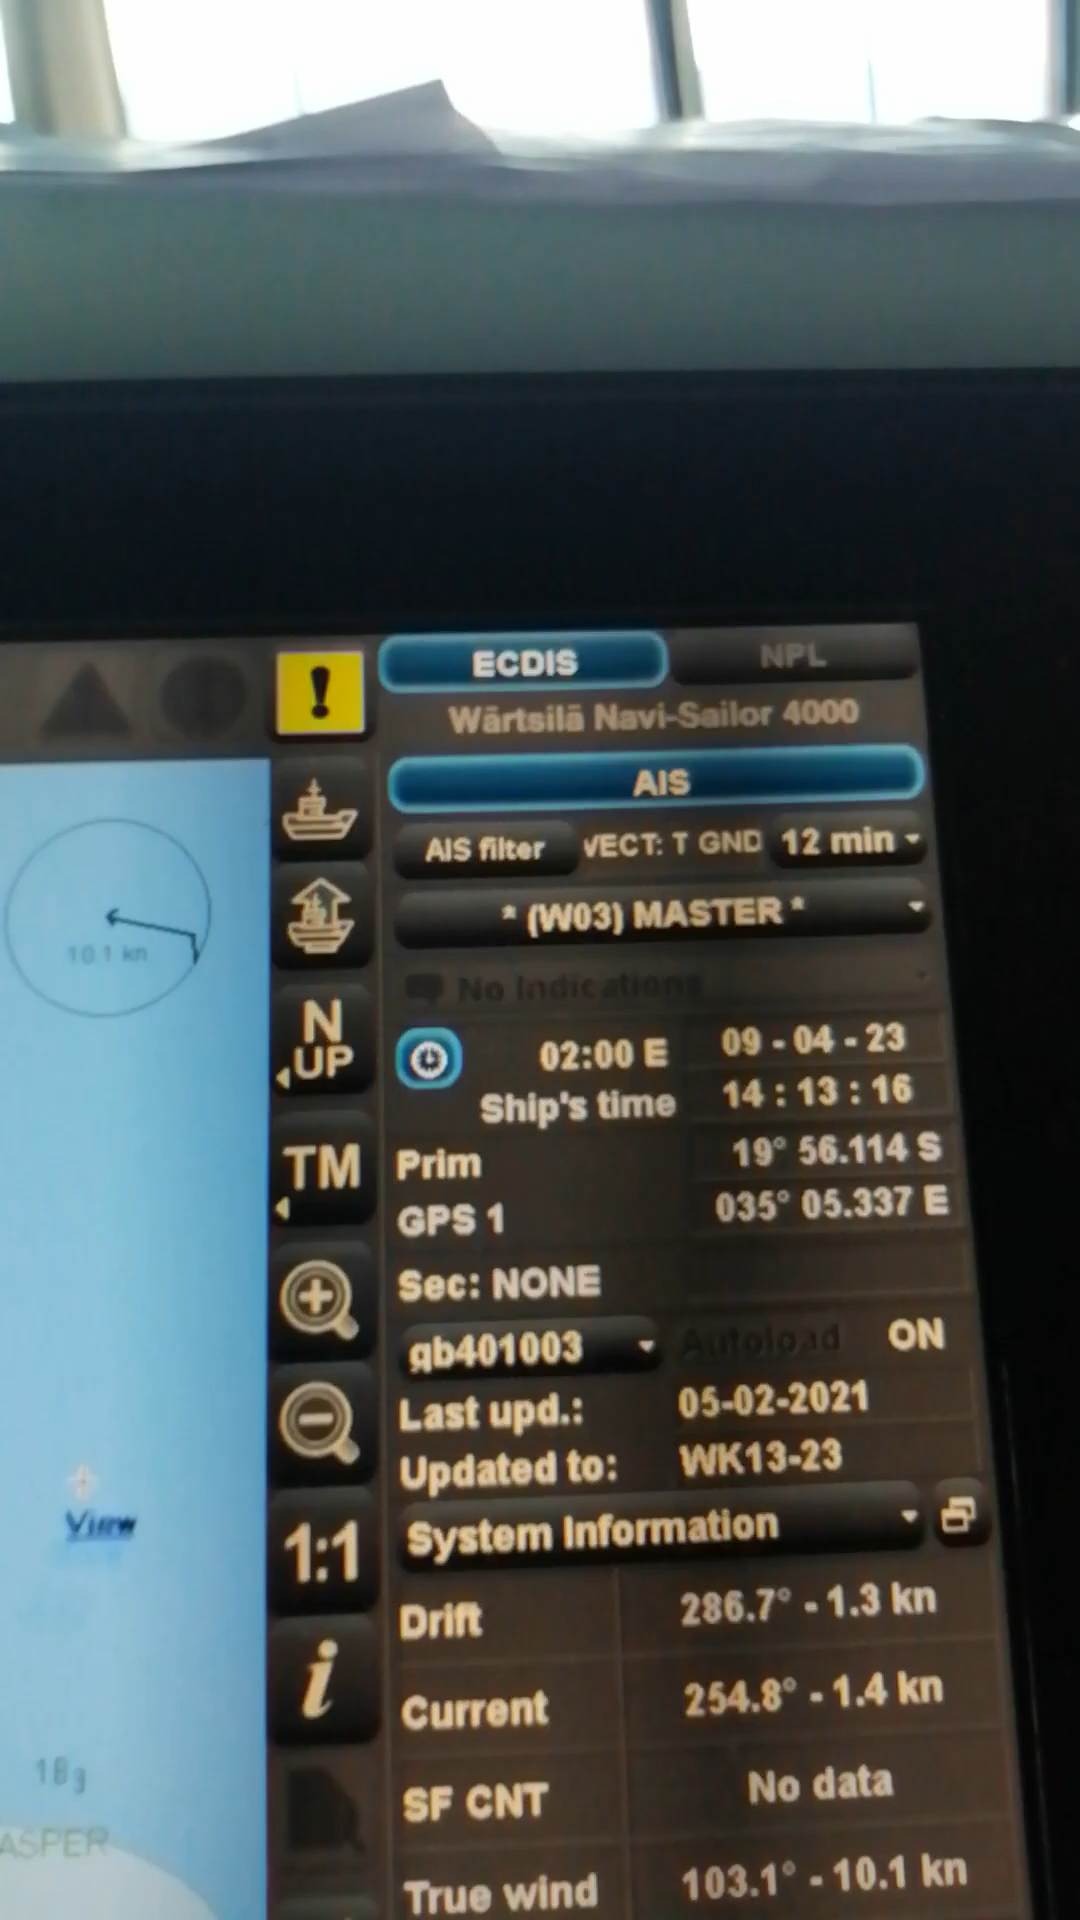 ECDIS NPL
Wärtsilä Navi-Sailor 4000
AIS
AIS filter VECT: T GND 12 min
* (W03) MASTER *
No Indications
02:00 E 09 - 04 - 23
Ship's time 14 : 13 : 16
Prim 19° 56.114 S
GPS 1 035° 05.337 E
Sec: NONE
gb401003 Autoload ON
Last upd.: 05-02-2021
Updated to: WK13-23
System Information
Drift 286.7° - 1.3 kn
Current 254.8° - 1.4 kn
SF CNT No data
True wind 103.1° - 10.1 kn
N
UP
TM
1:1
i
!
10.1 kn
View
18
ASPER